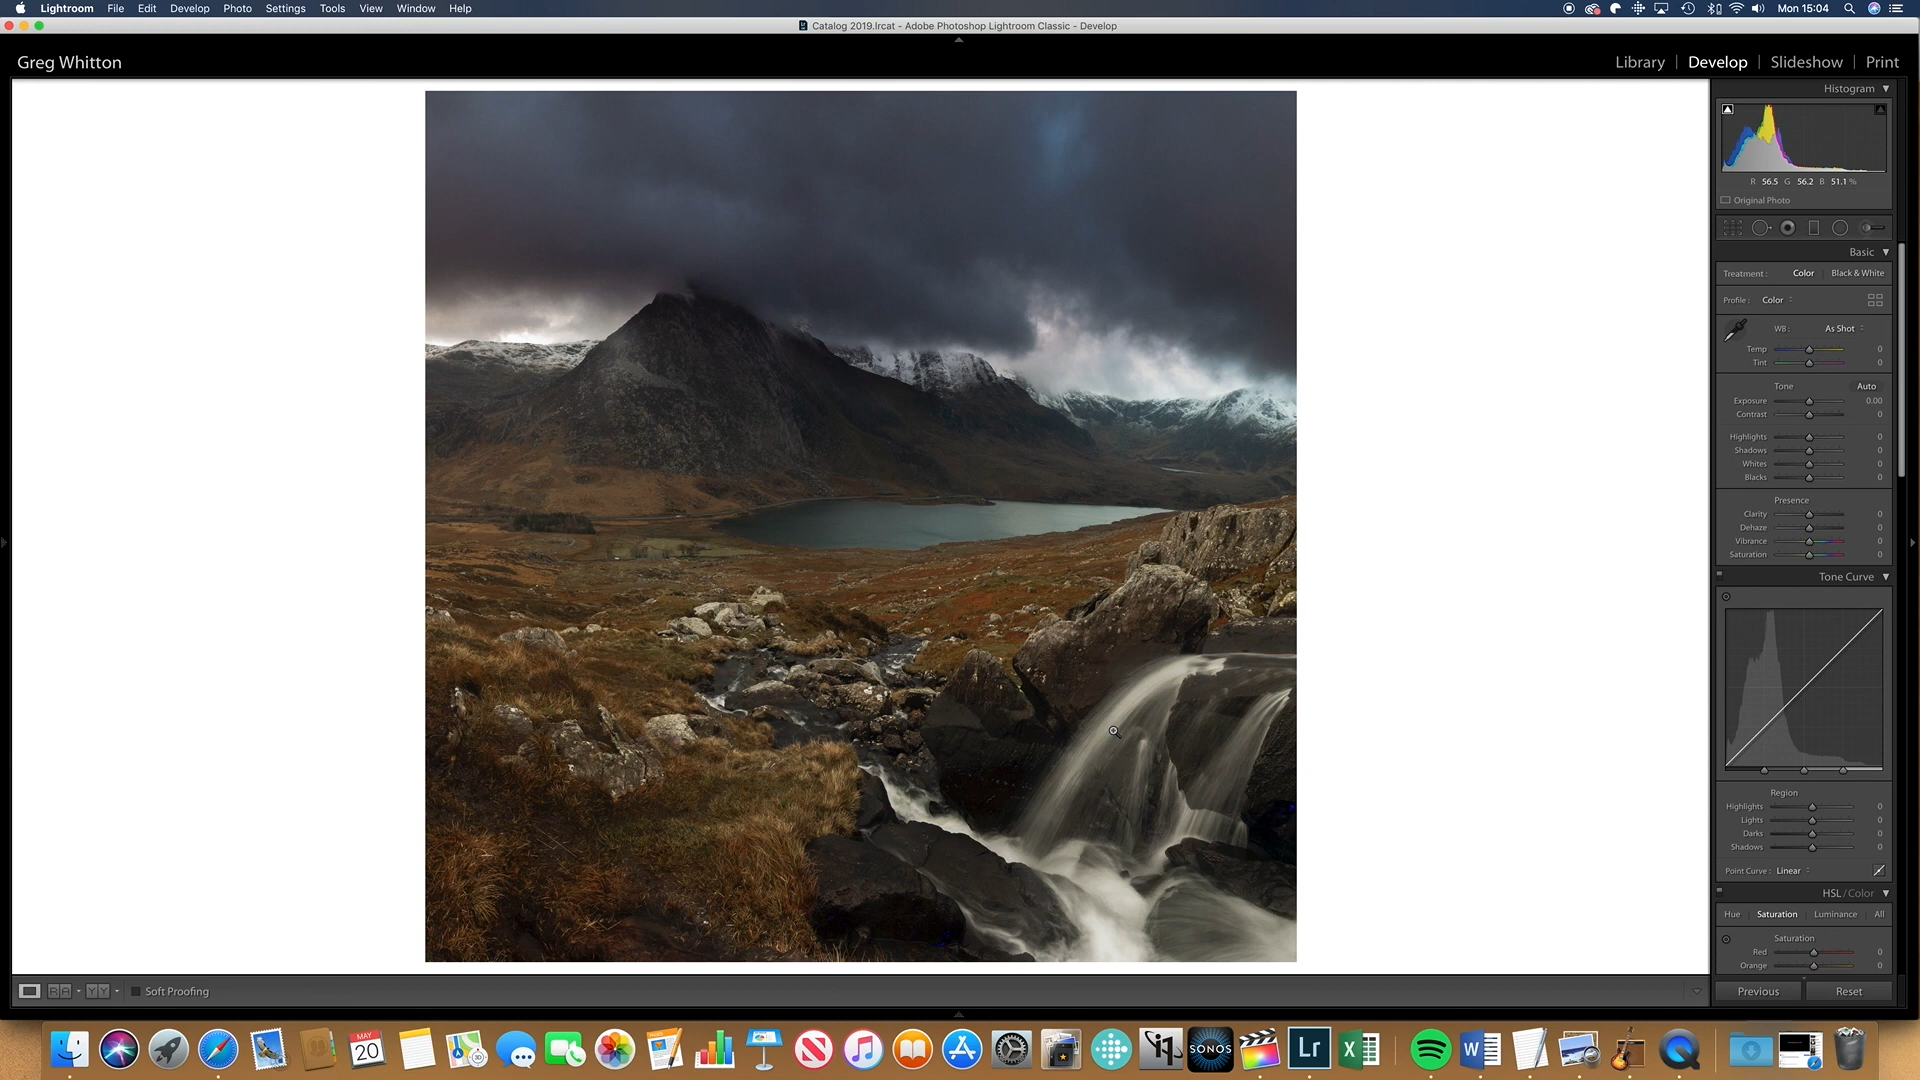 Lightroom File Edit Develop Photo Settings Tools View Window Help Mon 15:04
Catalog 2019.lrcat - Adobe Photoshop Lightroom Classic - Develop
Greg Whitton Library | Develop | Slideshow | Print
Histogram
R 56.5 G 56.2 B 51.1 %
Original Photo
Basic
Treatment : Color Black & White
Profile : Color
WB : As Shot
Temp 0
Tint 0
Tone Auto
Exposure 0.00
Contrast 0
Highlights 0
Shadows 0
Whites 0
Blacks 0
Presence
Clarity 0
Dehaze 0
Vibrance 0
Saturation 0
Tone Curve
Region
Highlights 0
Lights 0
Darks 0
Shadows 0
Point Curve : Linear
HSL / Color
Hue Saturation Luminance All
Saturation
Red 0
Orange 0
Soft Proofing
Previous Reset
MAY
20
3D
SONOS
Lr
X
W